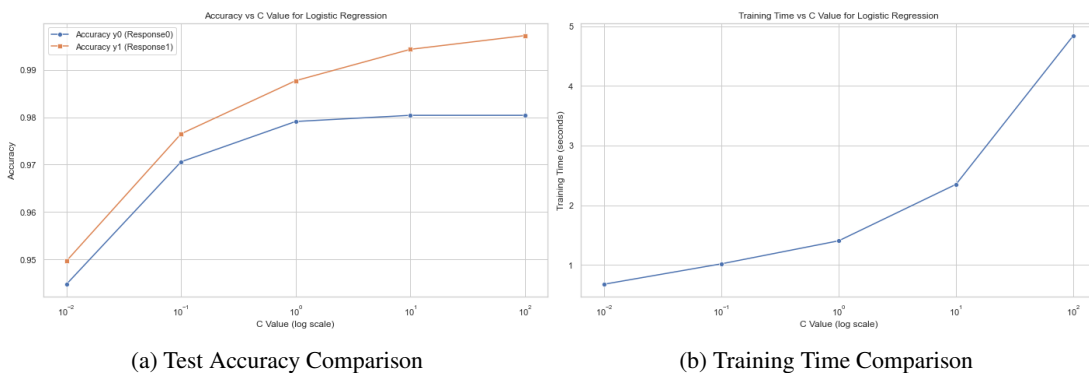 Accuracy vs C Value for Logistic Regression
Accuracy y0 (Response0)
Accuracy y1 (Response1)
Accuracy
0.99
0.98
0.97
0.96
0.95
10⁻² 10⁻¹ 10⁰ 10¹ 10²
C Value (log scale)
(a) Test Accuracy Comparison
Training Time vs C Value for Logistic Regression
Training Time (seconds)
5
4
3
2
1
10⁻² 10⁻¹ 10⁰ 10¹ 10²
C Value (log scale)
(b) Training Time Comparison